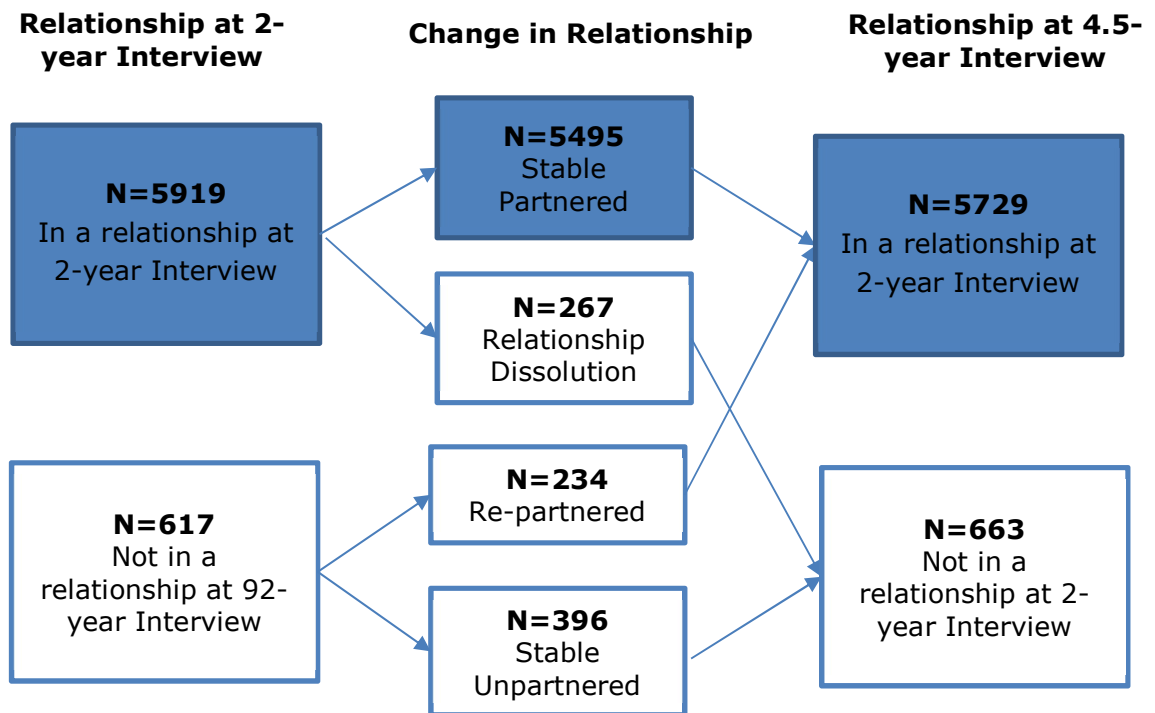 Relationship at 2-
year Interview
Change in Relationship
Relationship at 4.5-
year Interview
N=5919
In a relationship at
2-year Interview
N=617
Not in a
relationship at 92-
year Interview
N=5495
Stable
Partnered
N=267
Relationship
Dissolution
N=234
Re-partnered
N=396
Stable
Unpartnered
N=5729
In a relationship at
2-year Interview
N=663
Not in a
relationship at 2-
year Interview